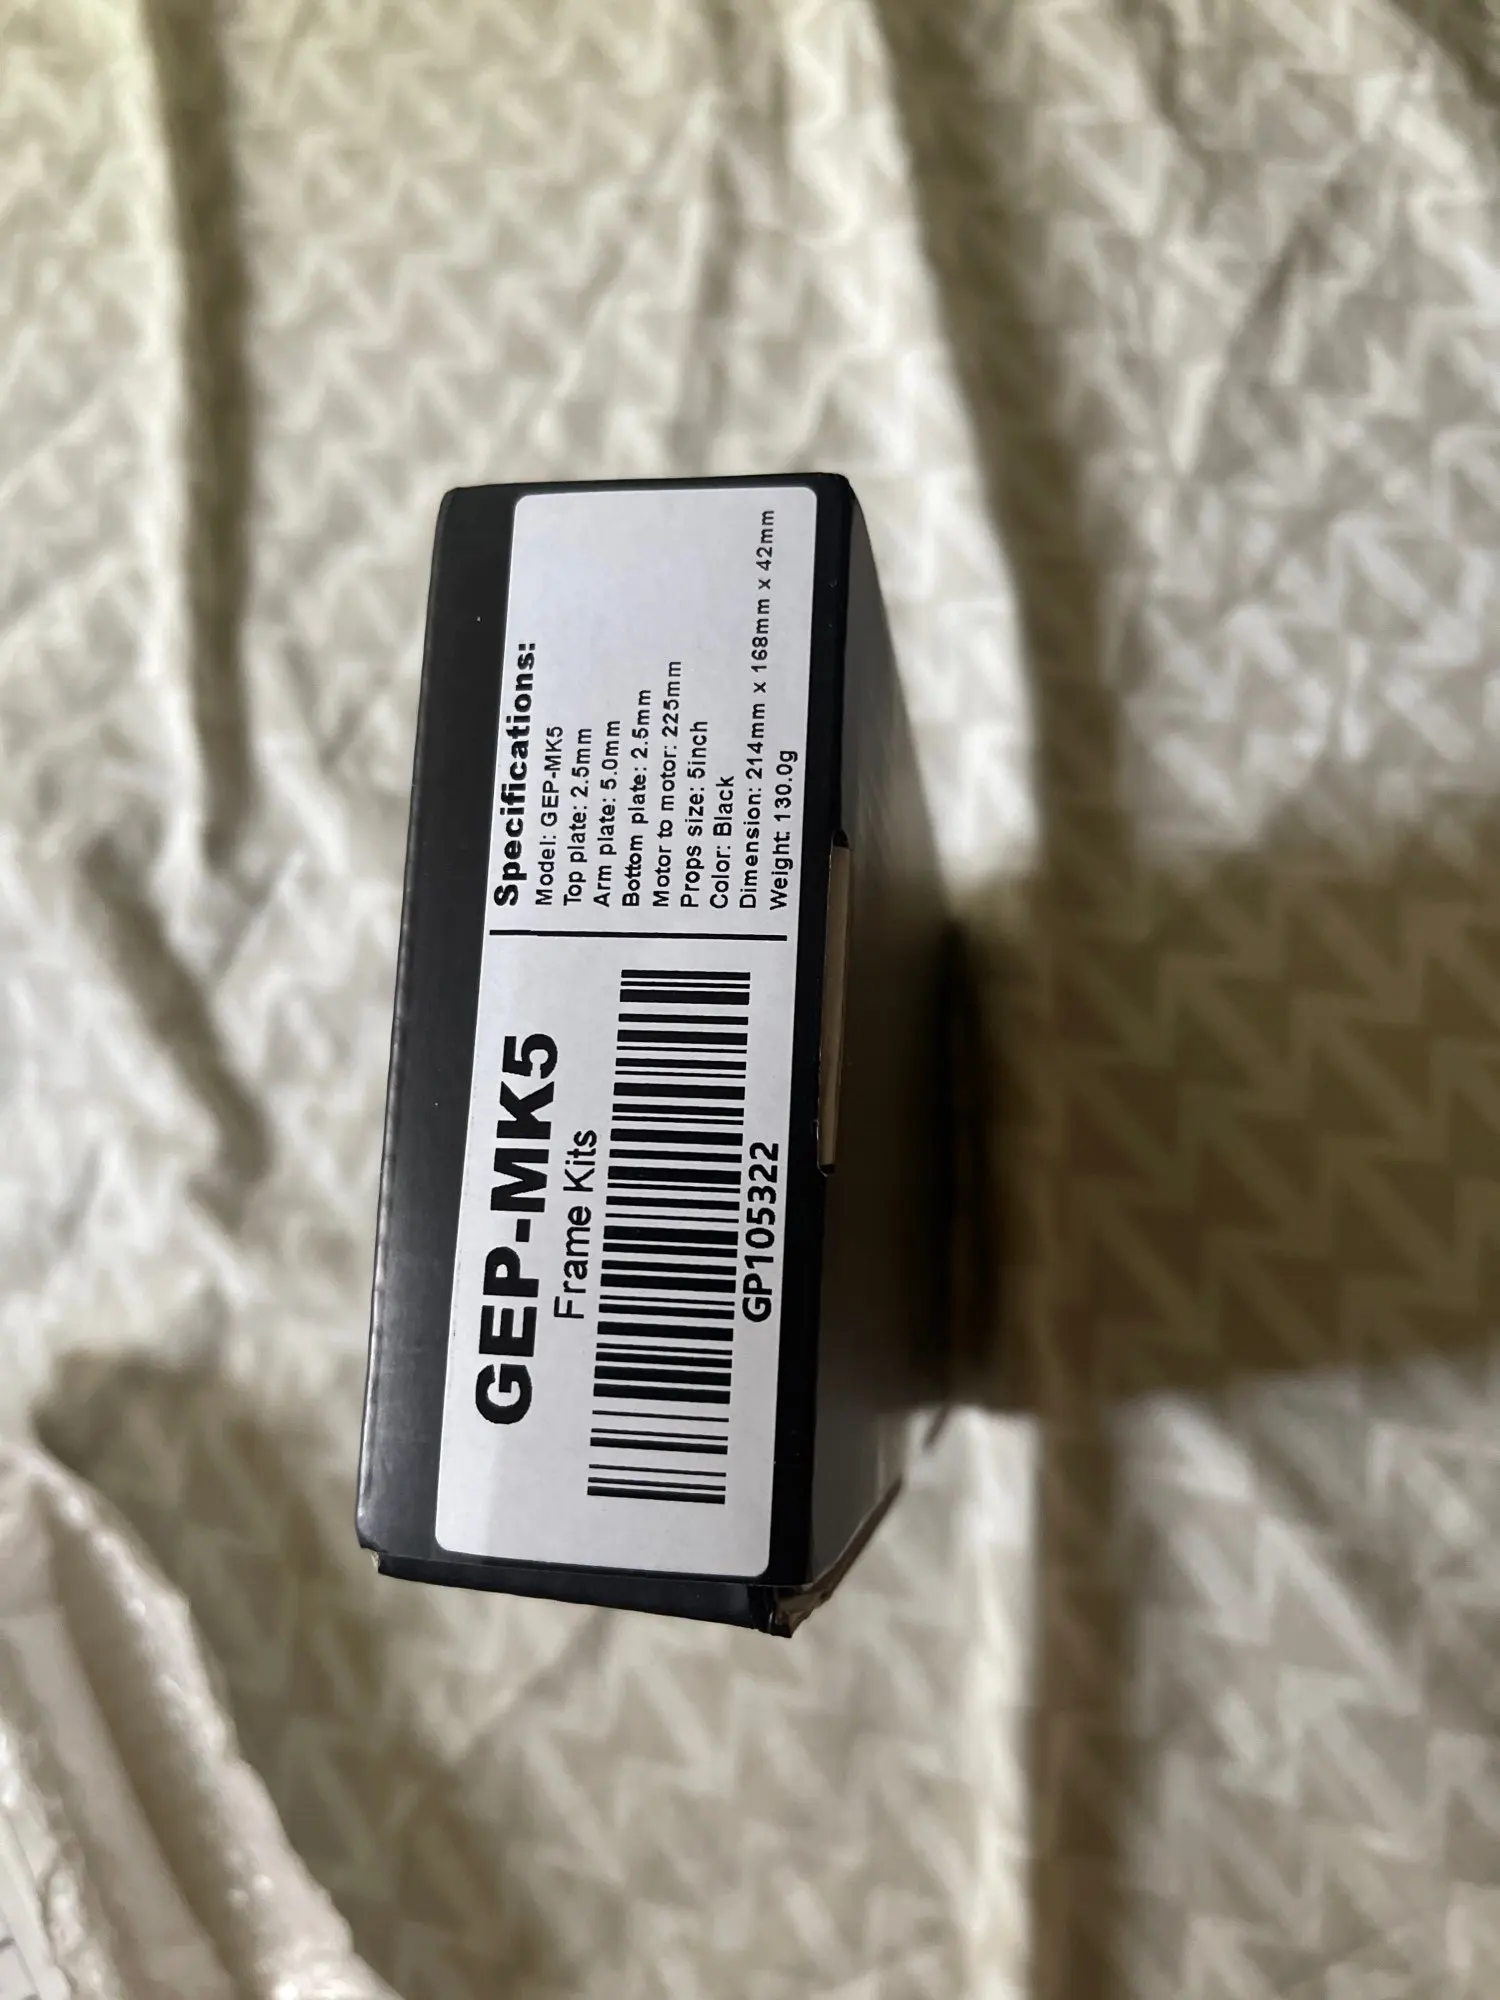 GEP-MK5
Frame Kits
GP105322
Specifications:
Model: GEP-MK5
Top plate: 2.5mm
Arm plate: 5.0mm
Bottom plate: 2.5mm
Motor to motor: 225mm
Props size: 5inch
Color: Black
Dimension: 214mm x 168mm x 42mm
Weight: 130.0g